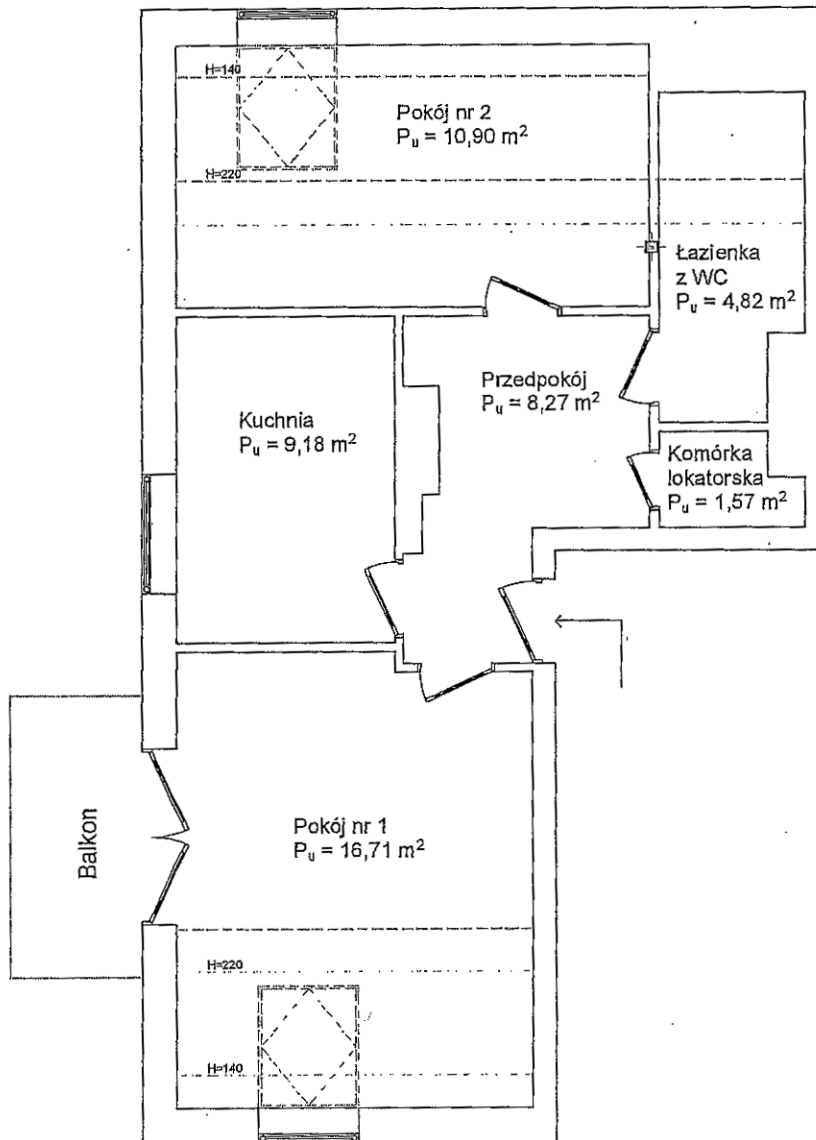 H=140
Pokój nr 2
Pu = 10,90 m²
H=220
Łazienka
z WC
Pu = 4,82 m²
Przedpokój
Pu = 8,27 m²
Kuchnia
Pu = 9,18 m²
Komórka
lokatorska
Pu = 1,57 m²
Balkon
Pokój nr 1
Pu = 16,71 m²
H=220
H=140